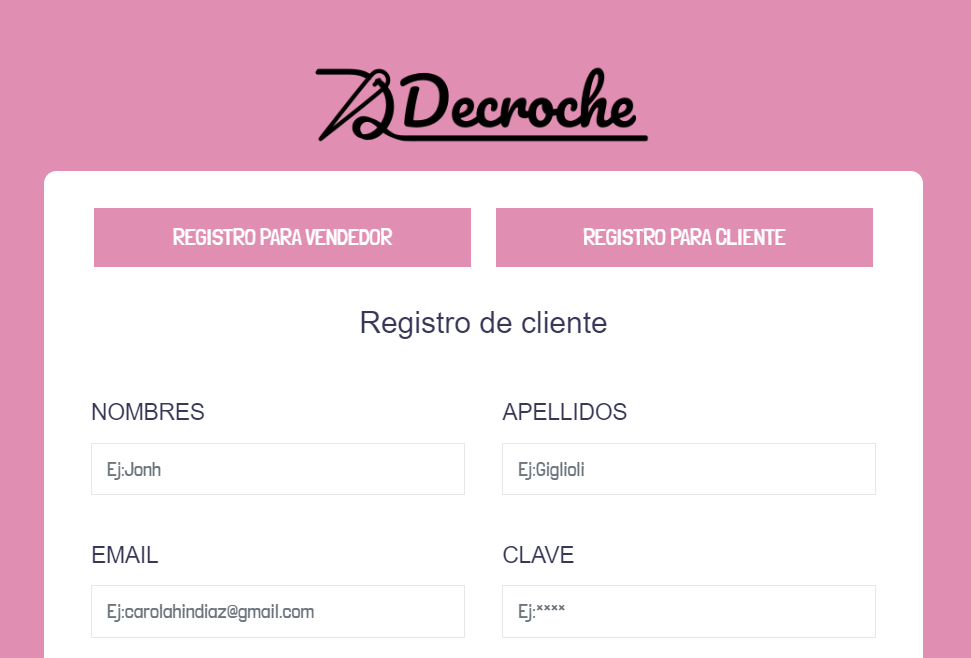 Decroche
REGISTRO PARA VENDEDOR
REGISTRO PARA CLIENTE
Registro de cliente
NOMBRES
APELLIDOS
Ej:Jonh
Ej:Giglioli
EMAIL
CLAVE
Ej:carolahindiaz@gmail.com
Ej:****